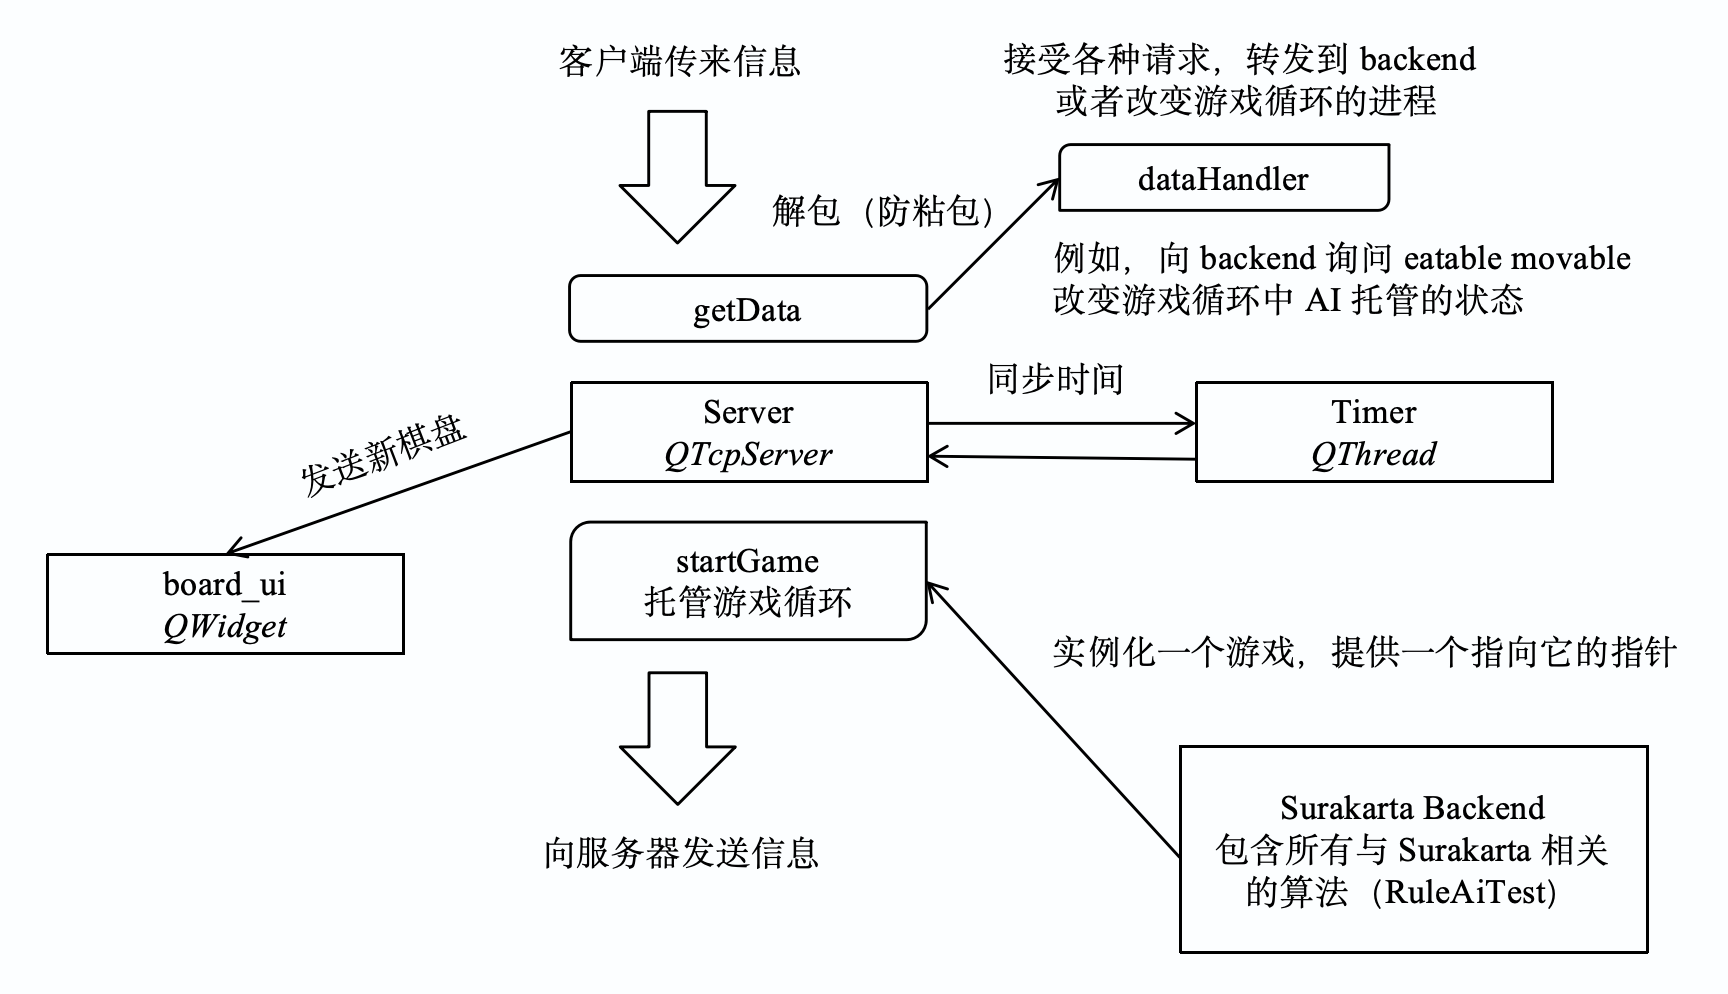 客户端传来信息
接受各种请求，转发到 backend
或者改变游戏循环的进程
dataHandler
解包（防粘包）
例如，向 backend 询问 eatable movable
改变游戏循环中 AI 托管的状态
getData
同步时间
Server
QTcpServer
Timer
QThread
发送新棋盘
board_ui
QWidget
startGame
托管游戏循环
实例化一个游戏，提供一个指向它的指针
向服务器发送信息
Surakarta Backend
包含所有与 Surakarta 相关
的算法（RuleAiTest）